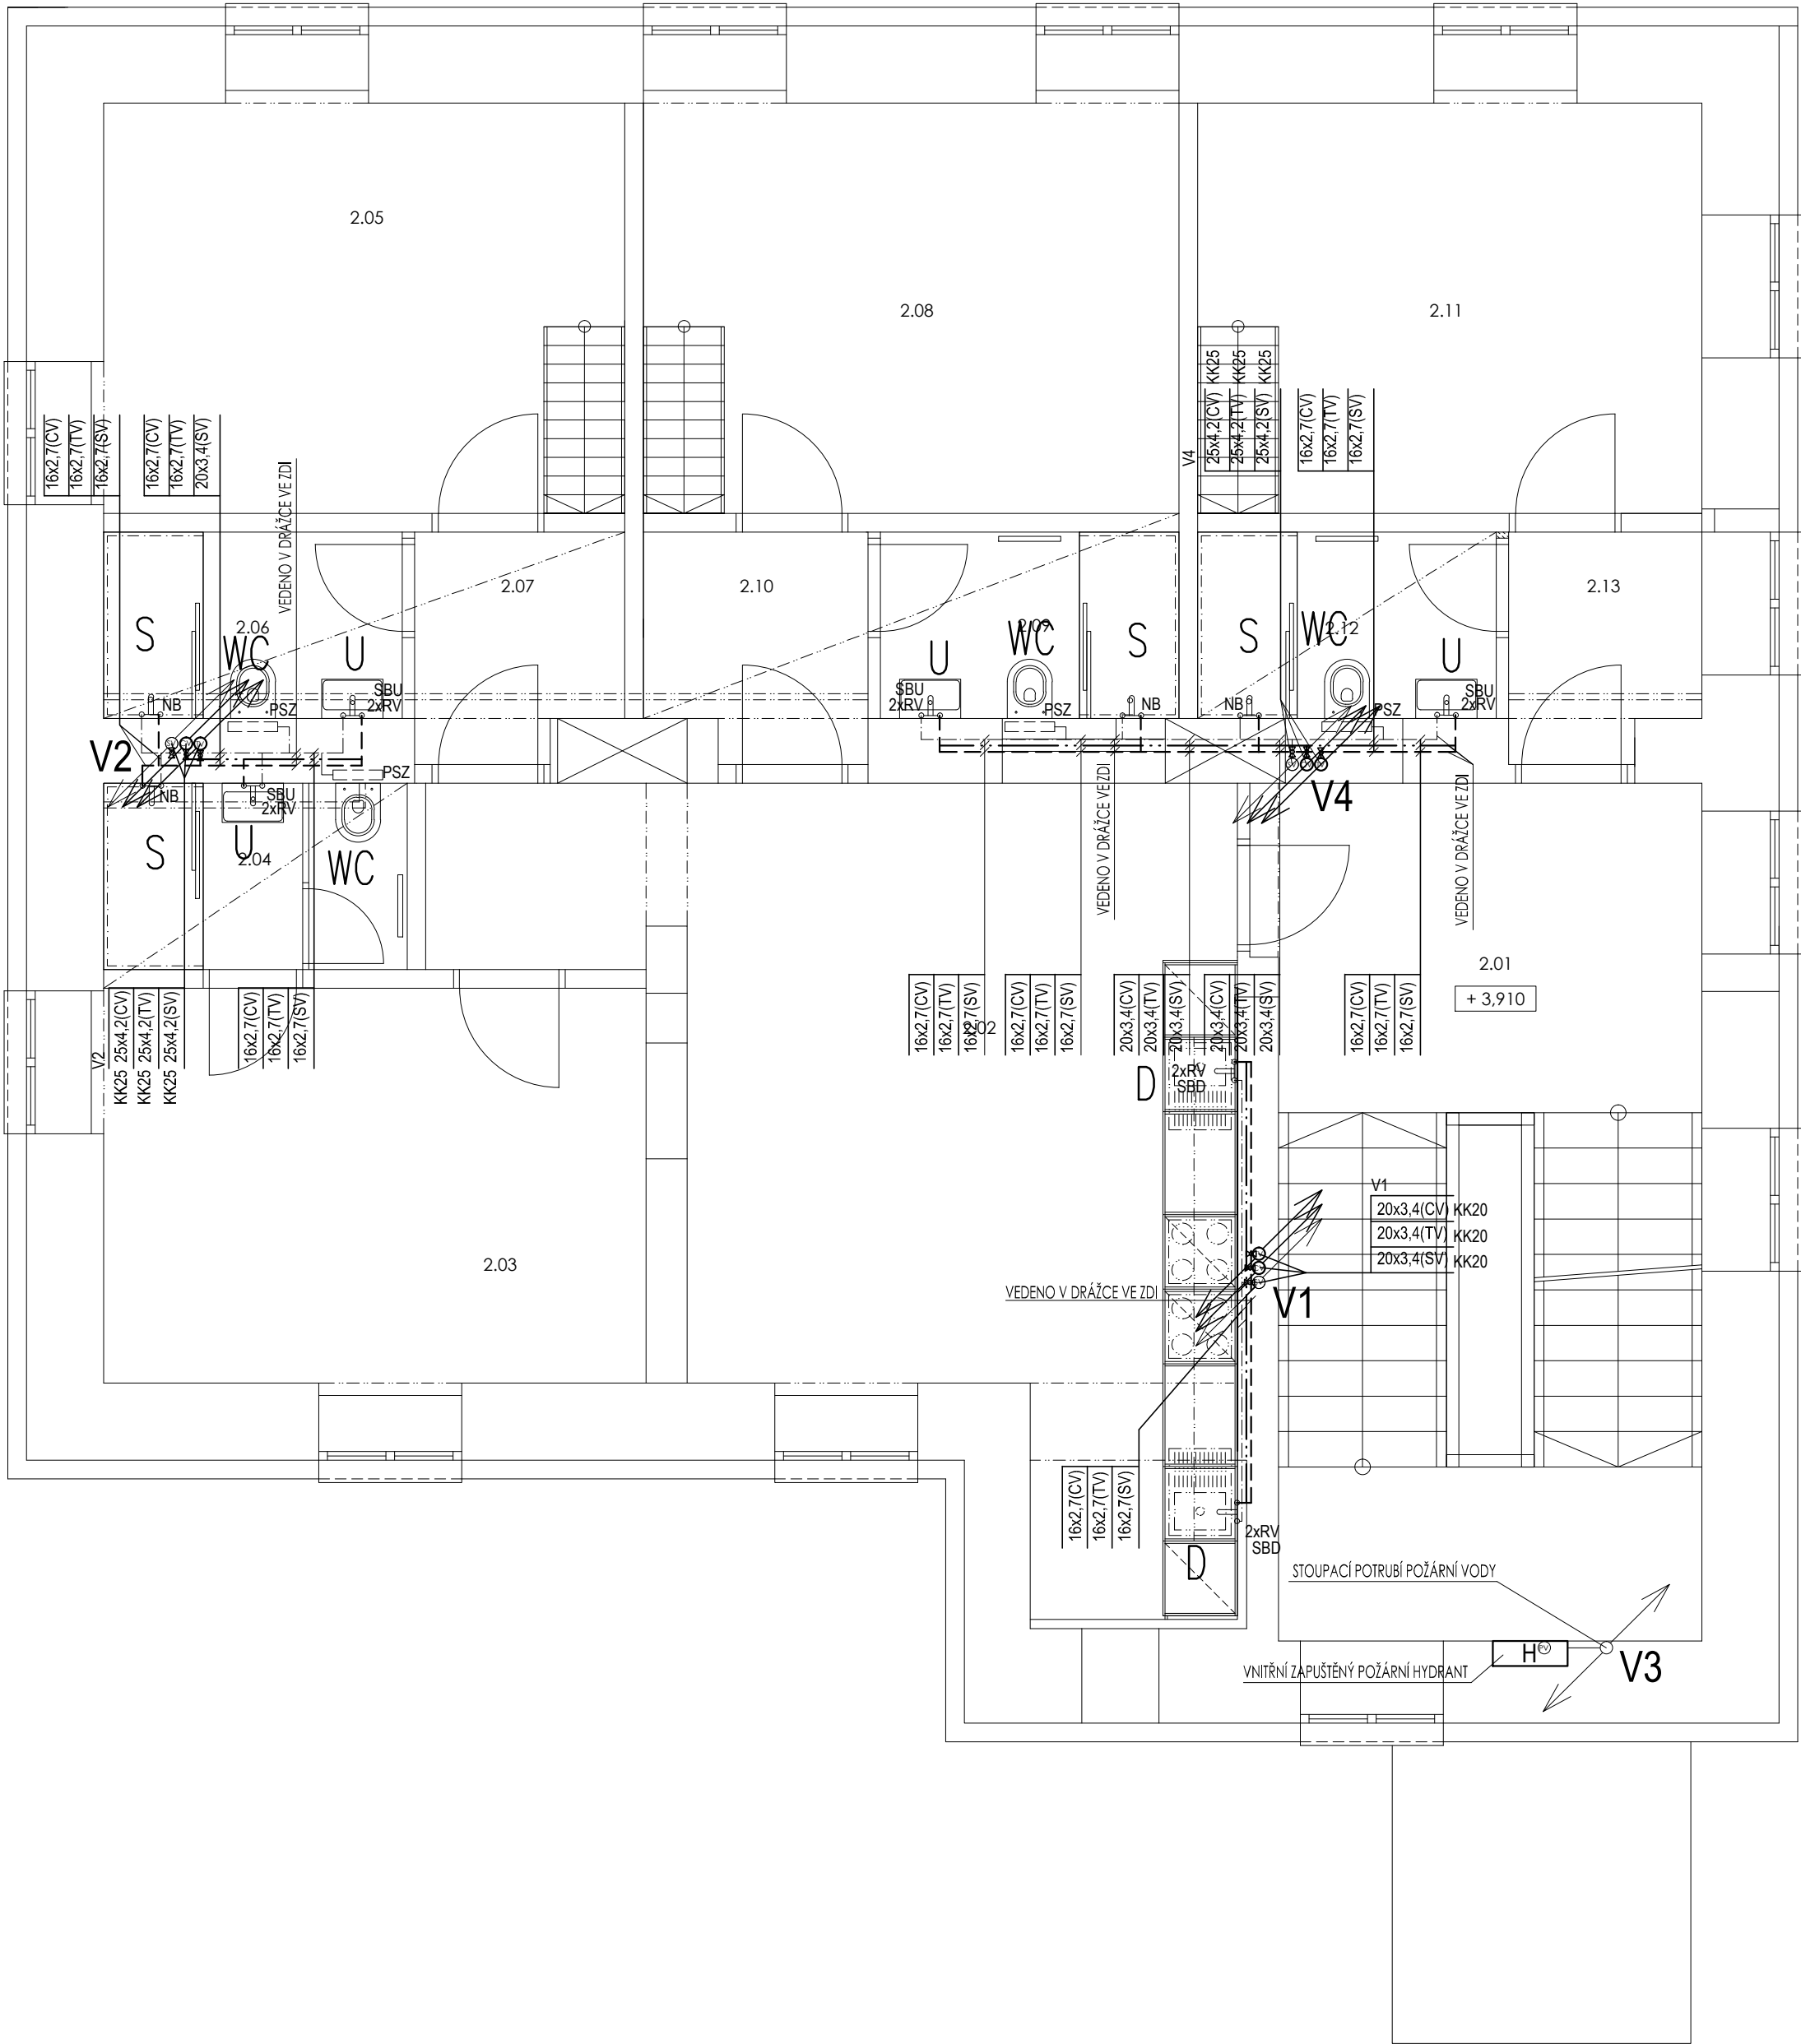 2.05
2.08
2.11
16x2,7(CV)
16x2,7(TV)
16x2,7(SV)
16x2,7(CV)
16x2,7(TV)
20x3,4(SV)
VEDENO V DRÁŽCE VE ZDI
V4
25x4,2(CV) KK25
25x4,2(TV) KK25
25x4,2(SV) KK25
16x2,7(CV)
16x2,7(TV)
16x2,7(SV)
2.07
2.10
2.13
S
2.06
WC
U
SBU
2xRV
NB
PSZ
U
SBU
2xRV
2.09
WC
PSZ
S
NB
S
NB
WC
2.12
PSZ
U
SBU
2xRV
V2
PSZ
NB
SBU
2xRV
S
U
2.04
WC
V4
VEDENO V DRÁŽCE VE ZDI
VEDENO V DRÁŽCE VE ZDI
2.01
+ 3,910
V2
KK25 25x4,2(CV)
KK25 25x4,2(TV)
KK25 25x4,2(SV)
16x2,7(CV)
16x2,7(TV)
16x2,7(SV)
16x2,7(CV)
16x2,7(TV)
16x2,7(SV)
2.02
16x2,7(CV)
16x2,7(TV)
16x2,7(SV)
20x3,4(CV)
20x3,4(TV)
20x3,4(SV)
20x3,4(CV)
20x3,4(TV)
20x3,4(SV)
16x2,7(CV)
16x2,7(TV)
16x2,7(SV)
D
2xRV
SBD
V1
20x3,4(CV) KK20
20x3,4(TV) KK20
20x3,4(SV) KK20
2.03
VEDENO V DRÁŽCE VE ZDI
V1
16x2,7(CV)
16x2,7(TV)
16x2,7(SV)
2xRV
SBD
D
STOUPACÍ POTRUBÍ POŽÁRNÍ VODY
H
PV
V3
VNITŘNÍ ZAPUŠTĚNÝ POŽÁRNÍ HYDRANT